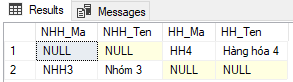 Results Messages
NHH_Ma NHH_Ten HH_Ma HH_Ten
1 NULL NULL HH4 Hàng hóa 4
2 NHH3 Nhóm 3 NULL NULL